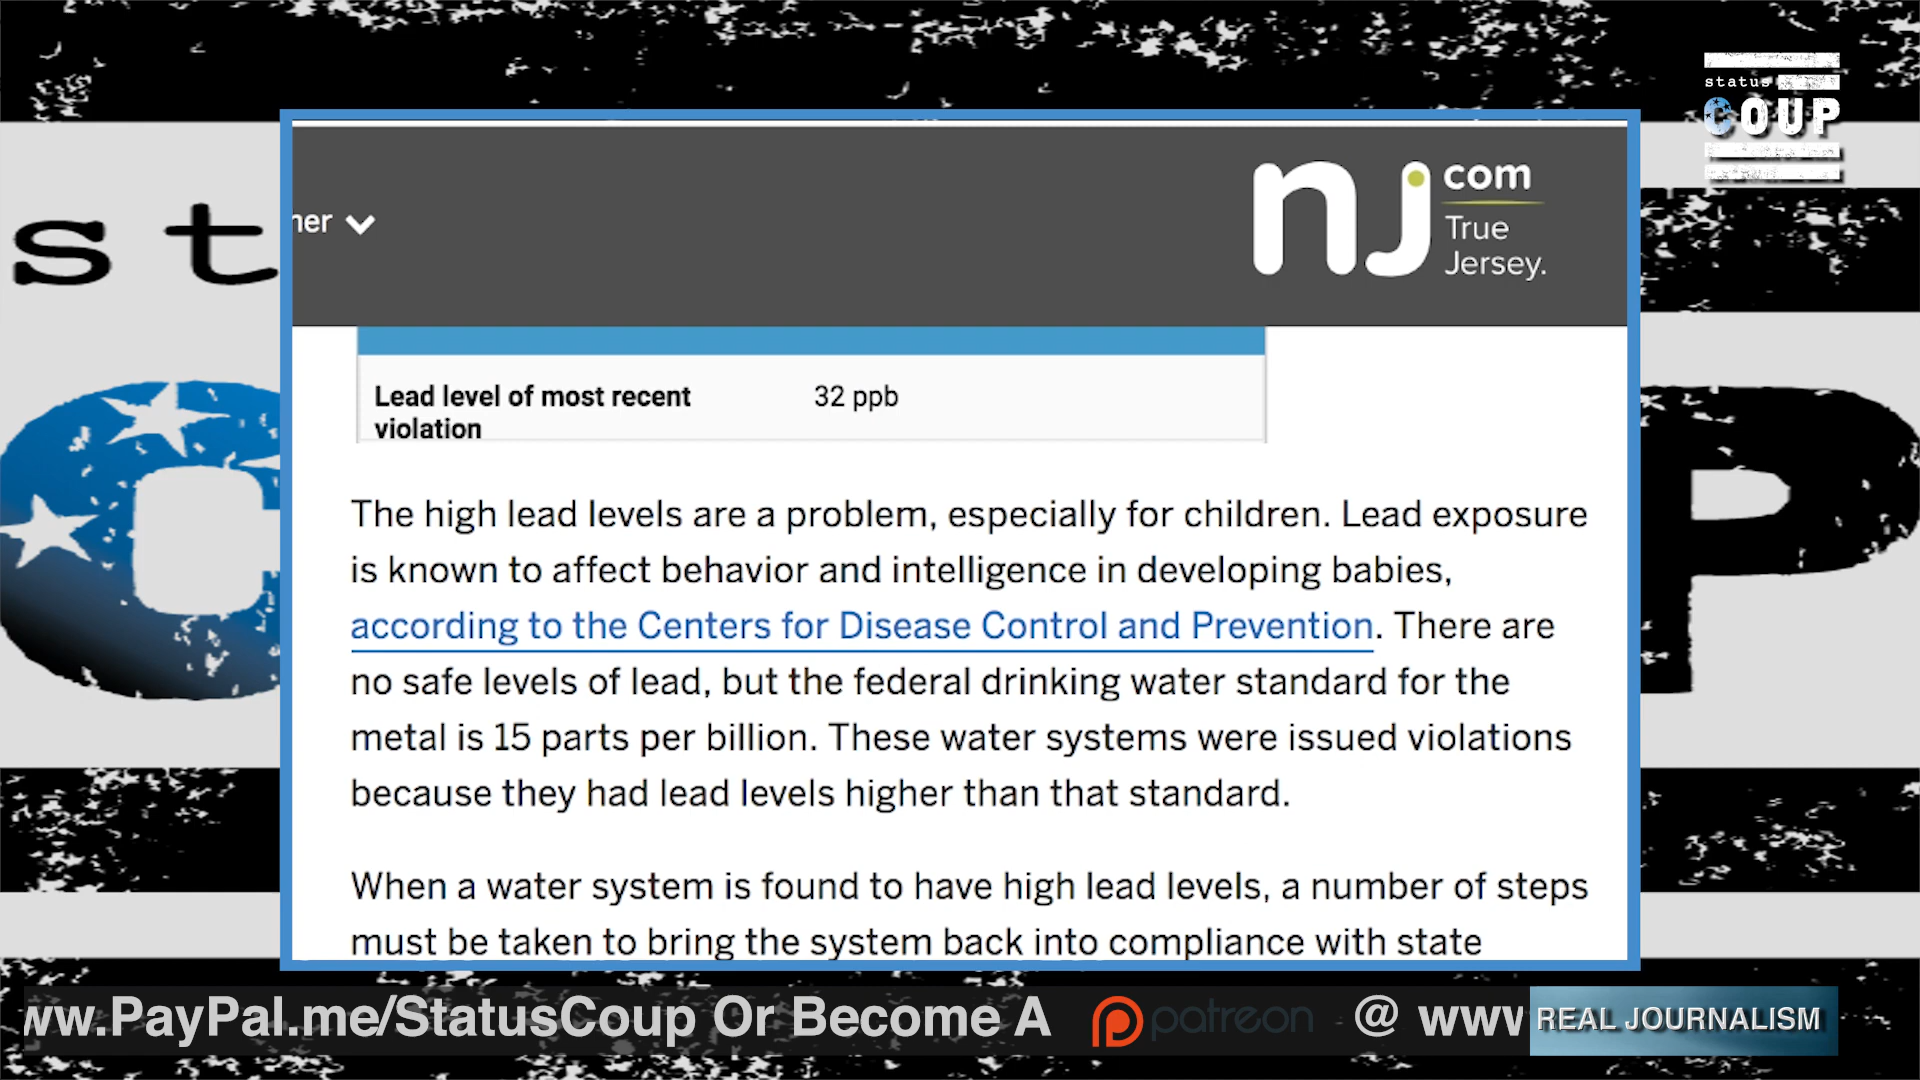 status
COUP
st
ner
nj
com
True
Jersey.
Lead level of most recent
violation
32 ppb
The high lead levels are a problem, especially for children. Lead exposure
is known to affect behavior and intelligence in developing babies,
according to the Centers for Disease Control and Prevention. There are
no safe levels of lead, but the federal drinking water standard for the
metal is 15 parts per billion. These water systems were issued violations
because they had lead levels higher than that standard.
When a water system is found to have high lead levels, a number of steps
must be taken to bring the system back into compliance with state
C P
ww.PayPal.me/StatusCoup Or Become A patreon @ www
REAL JOURNALISM